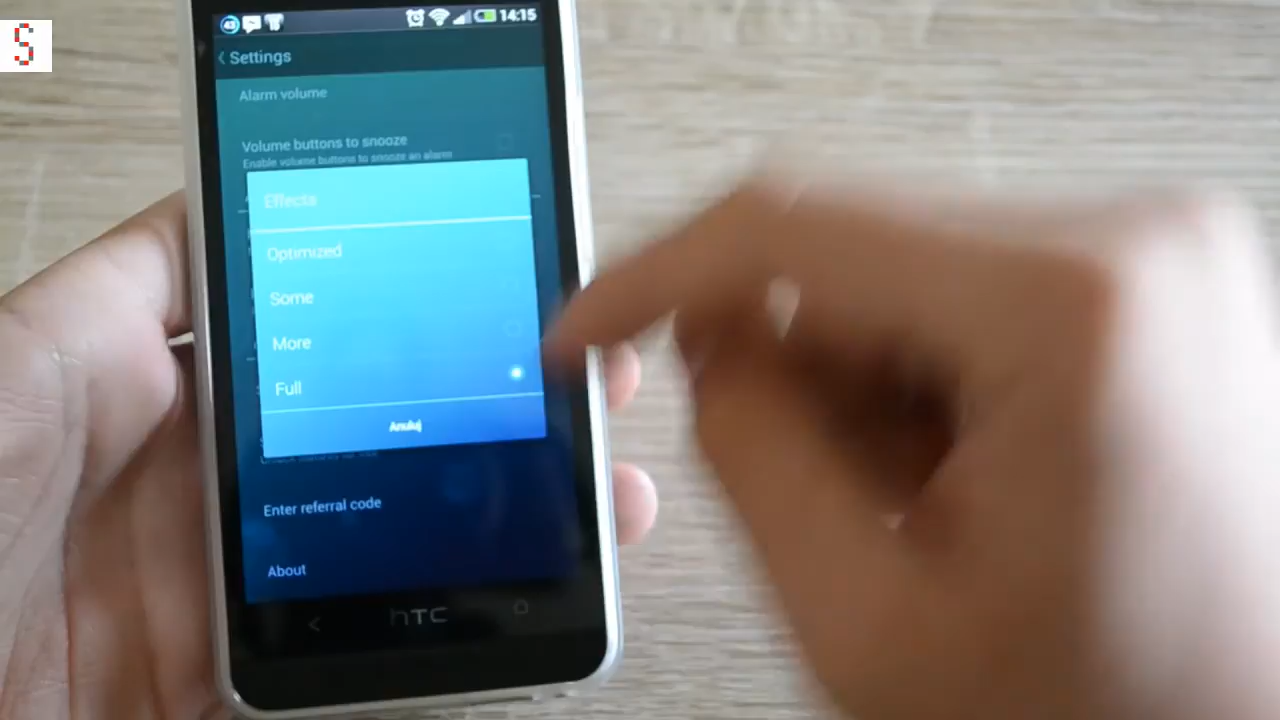 S
43
14:15
Settings
Alarm volume
Volume buttons to snooze
Enable volume buttons to snooze an alarm
Effects
Optimized
Some
More
Full
Anuluj
Enter referral code
About
hTC